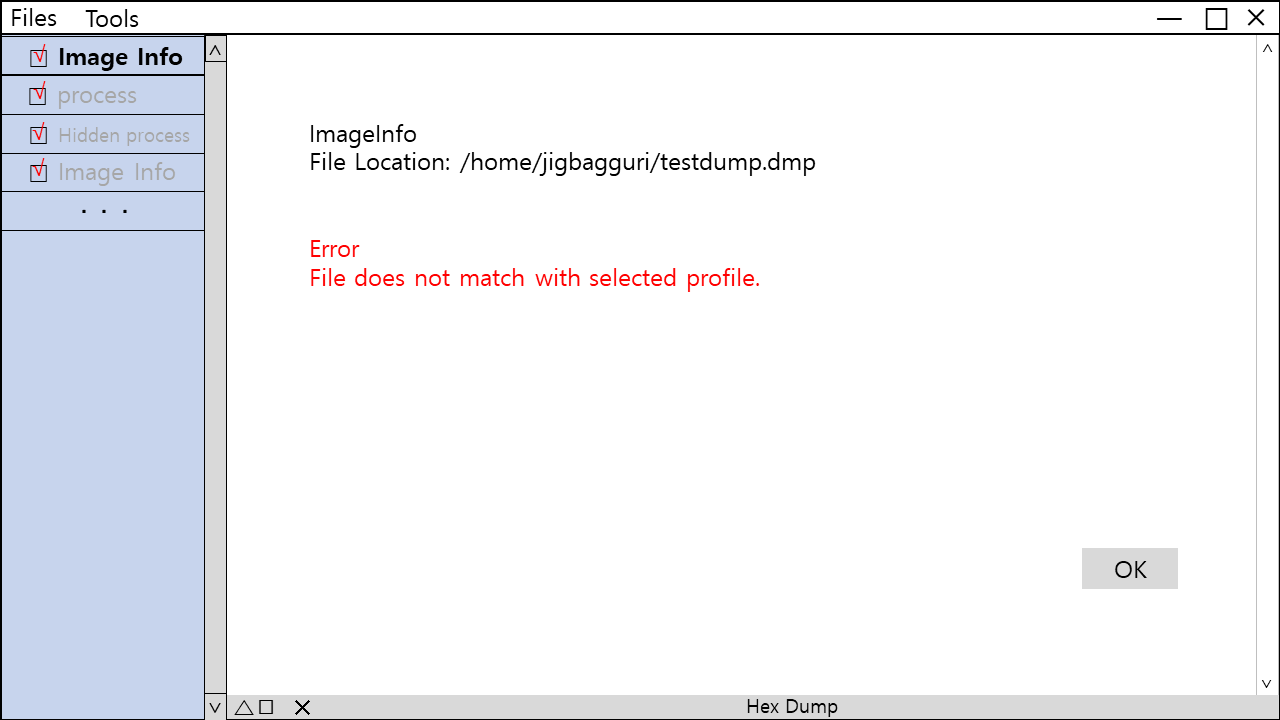 Files Tools
Image Info
process
Hidden process
Image Info
. . .
ImageInfo
File Location: /home/jigbagguri/testdump.dmp
Error
File does not match with selected profile.
OK
Hex Dump